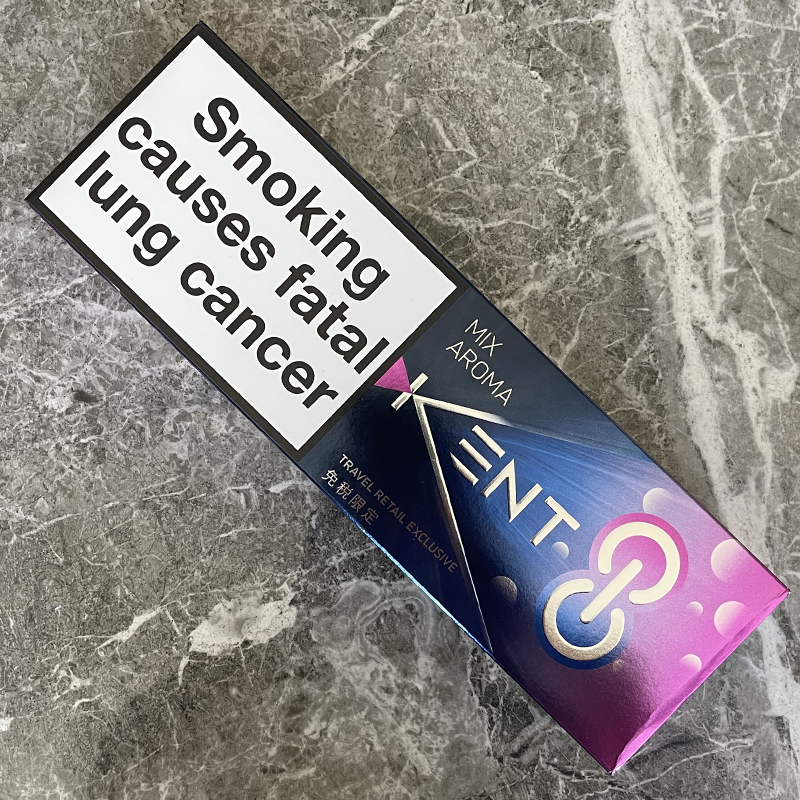 Smoking
causes fatal
lung cancer
MIX
AROMA
KENT
TRAVEL RETAIL EXCLUSIVE
免税限定